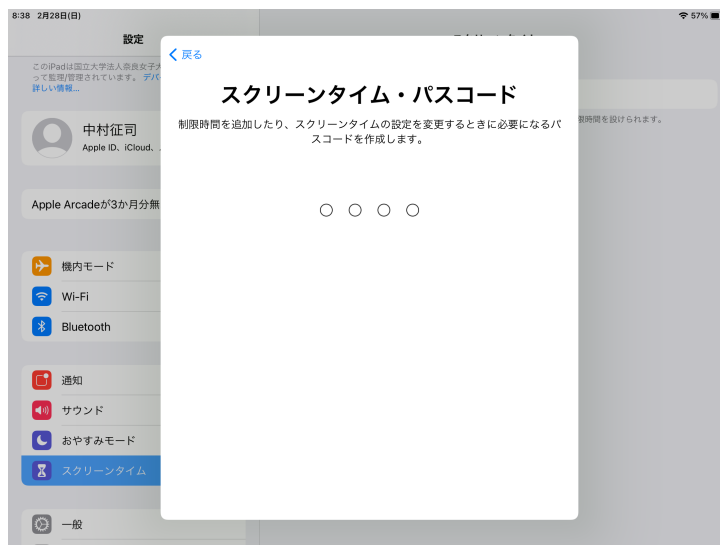 8:38 2月28日(日)
57%
設定
このiPadは国立大学法人奈良女子大
って監理/管理されています。デバ
詳しい情報...
中村征司
Apple ID、iCloud、
Apple Arcadeが3か月分無
機内モード
Wi-Fi
Bluetooth
通知
サウンド
おやすみモード
スクリーンタイム
一般
戻る
スクリーンタイム・パスコード
制限時間を追加したり、スクリーンタイムの設定を変更するときに必要になるパ
スコードを作成します。
限時間を設けられます。